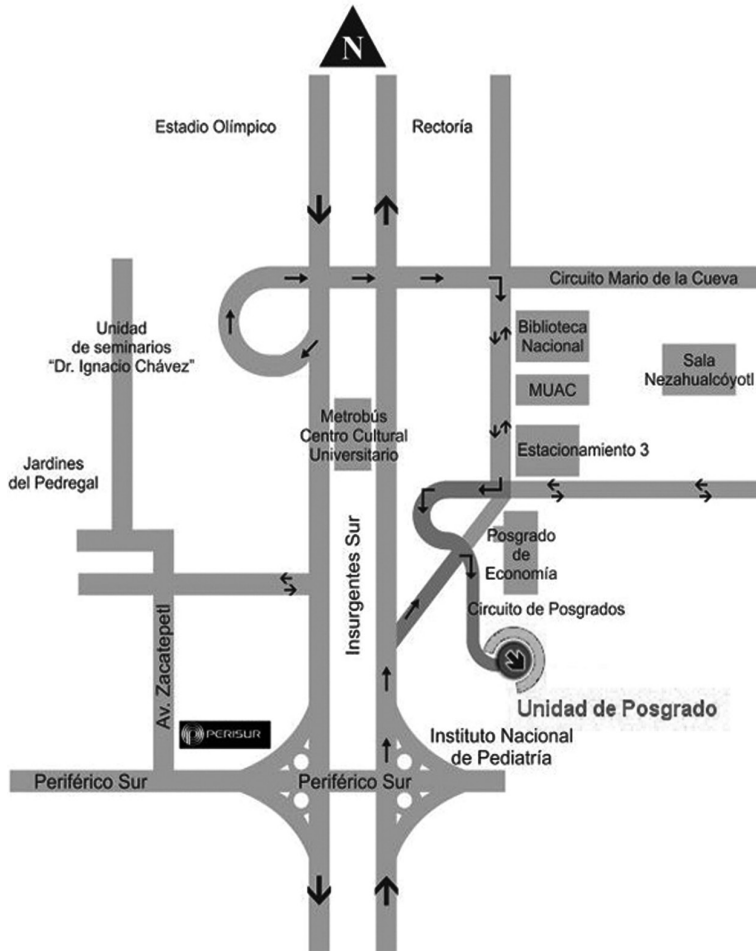 N
Estadio Olímpico
Rectoría
Circuito Mario de la Cueva
Unidad
de seminarios
“Dr. Ignacio Chávez”
Biblioteca
Nacional
Sala
Nezahualcóyotl
MUAC
Metrobús
Centro Cultural
Universitario
Estacionamiento 3
Jardines
del Pedregal
Insurgentes Sur
Posgrado
de
Economía
Circuito de Posgrados
Av. Zacatepetl
Unidad de Posgrado
PERISUR
Instituto Nacional
de Pediatría
Periférico Sur
Periférico Sur